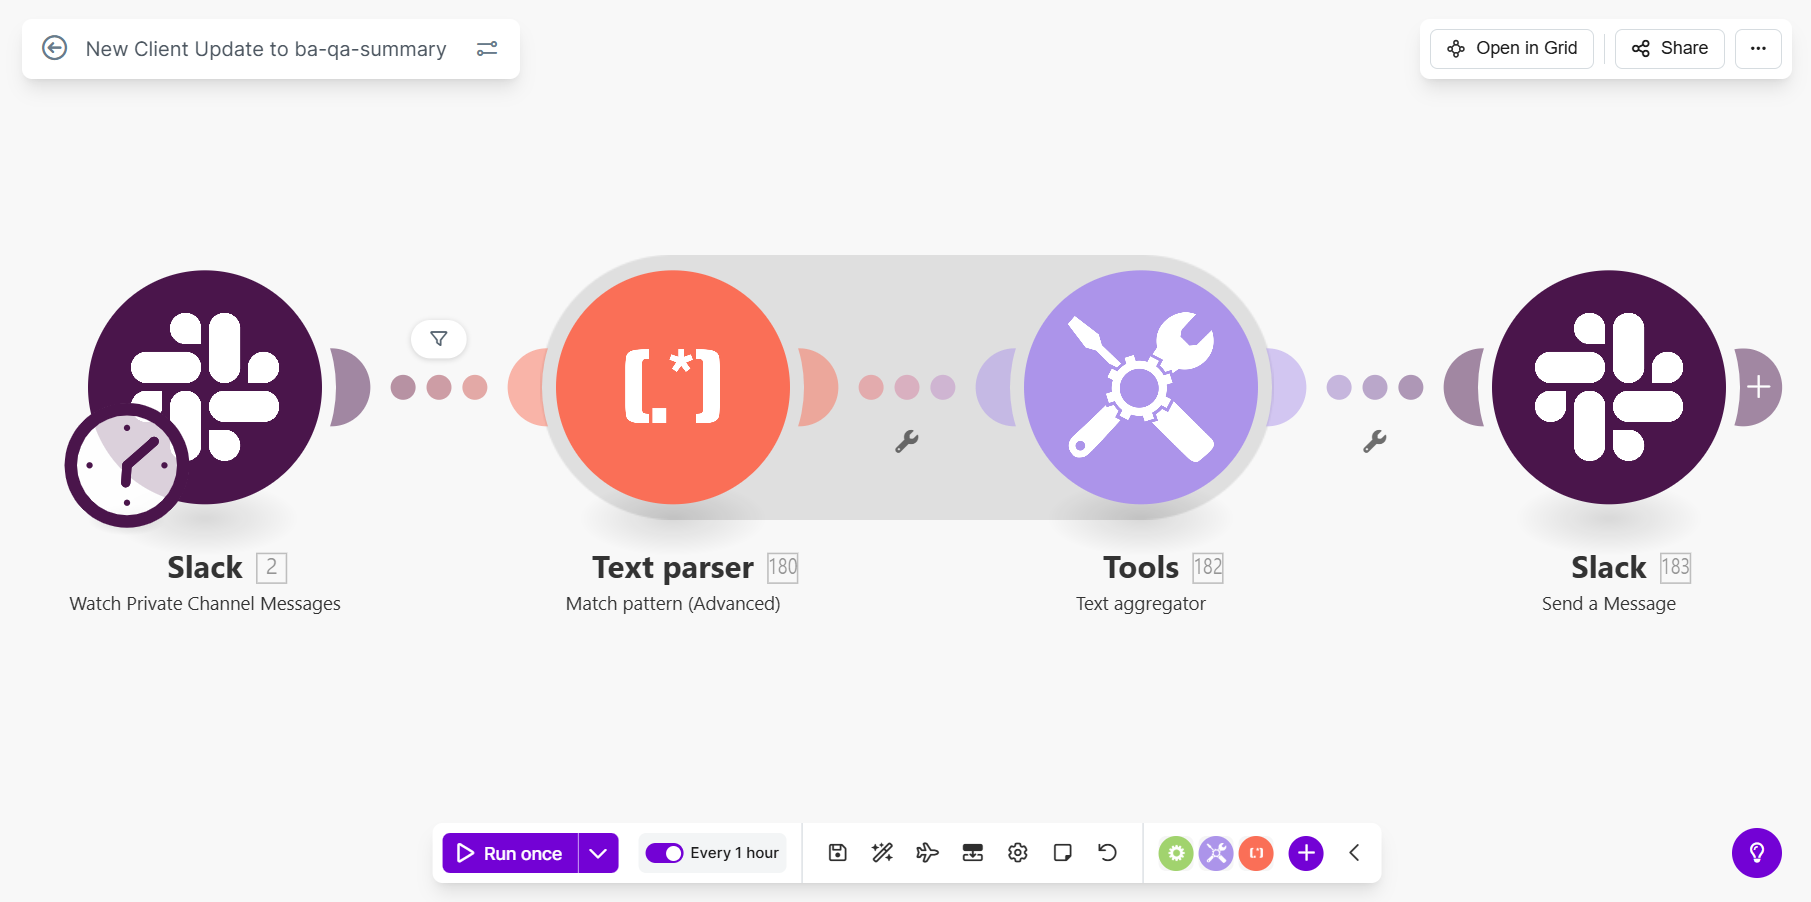 New Client Update to ba-qa-summary
Open in Grid
Share
[.*]
Slack 2
Watch Private Channel Messages
Text parser 180
Match pattern (Advanced)
Tools 182
Text aggregator
Slack 183
Send a Message
Run once
Every 1 hour